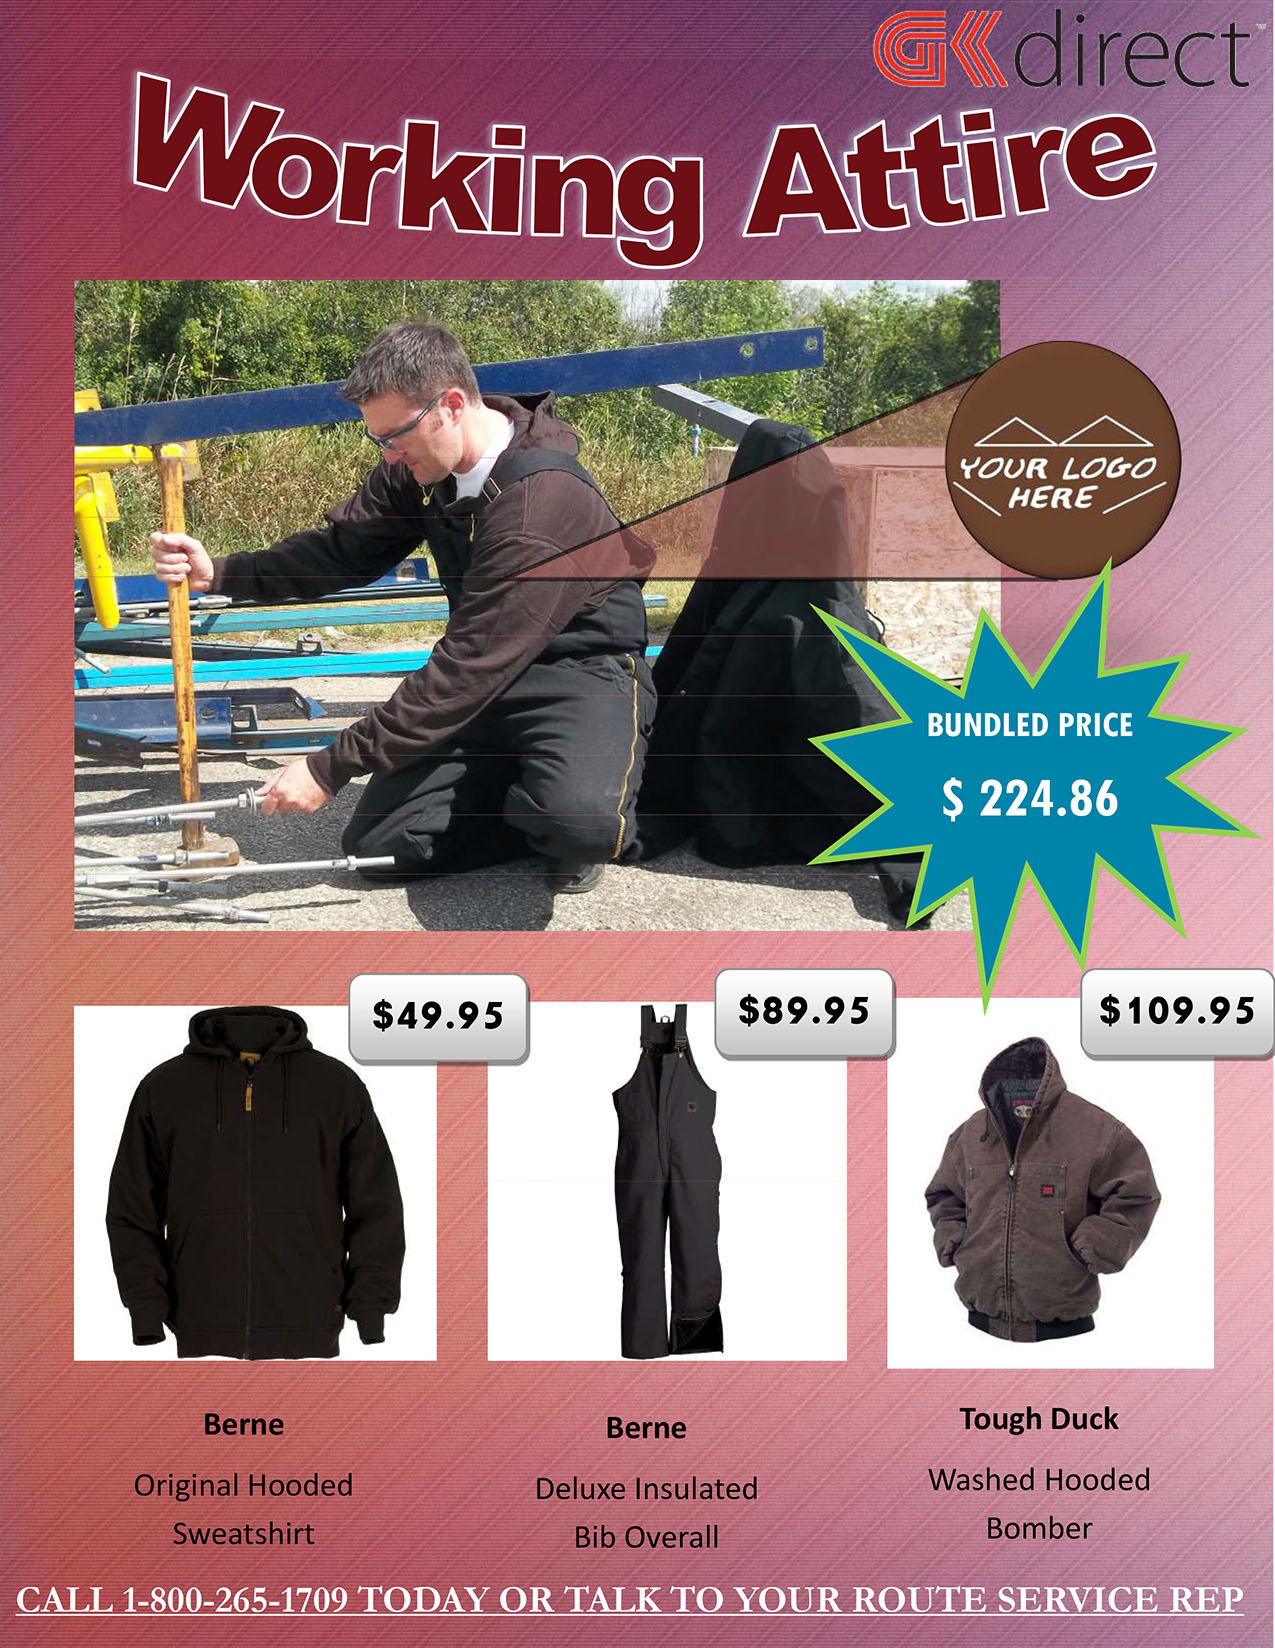 GK direct™
Working Attire
YOUR LOGO
HERE
BUNDLED PRICE
$ 224.86
$49.95
$89.95
$109.95
Berne
Original Hooded
Sweatshirt
Berne
Deluxe Insulated
Bib Overall
Tough Duck
Washed Hooded
Bomber
CALL 1-800-265-1709 TODAY OR TALK TO YOUR ROUTE SERVICE REP